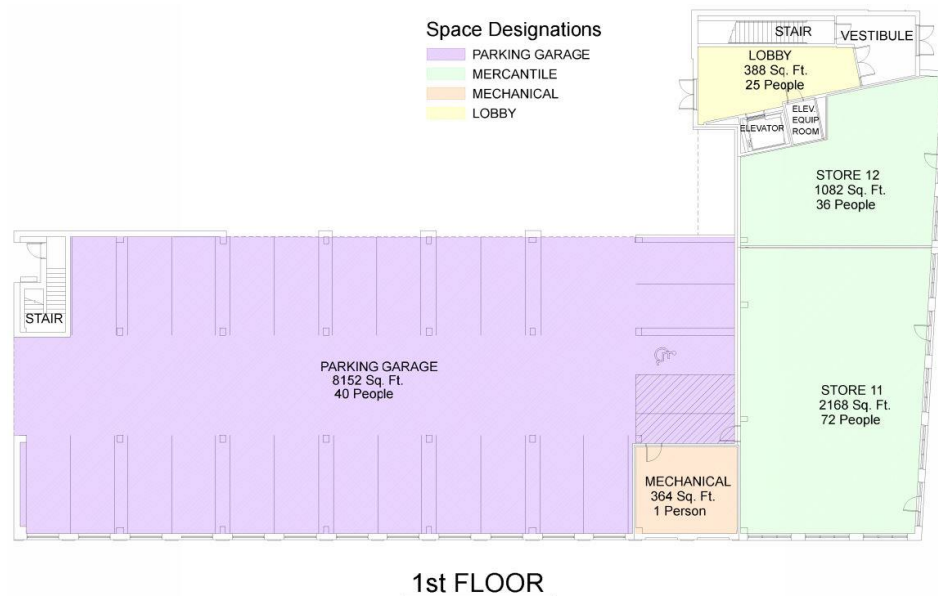 Space Designations
PARKING GARAGE
MERCANTILE
MECHANICAL
LOBBY
STAIR
VESTIBULE
LOBBY
388 Sq. Ft.
25 People
ELEVATOR
ELEV.
EQUIP
ROOM
STORE 12
1082 Sq. Ft.
36 People
STAIR
PARKING GARAGE
8152 Sq. Ft.
40 People
STORE 11
2168 Sq. Ft.
72 People
MECHANICAL
364 Sq. Ft.
1 Person
1st FLOOR